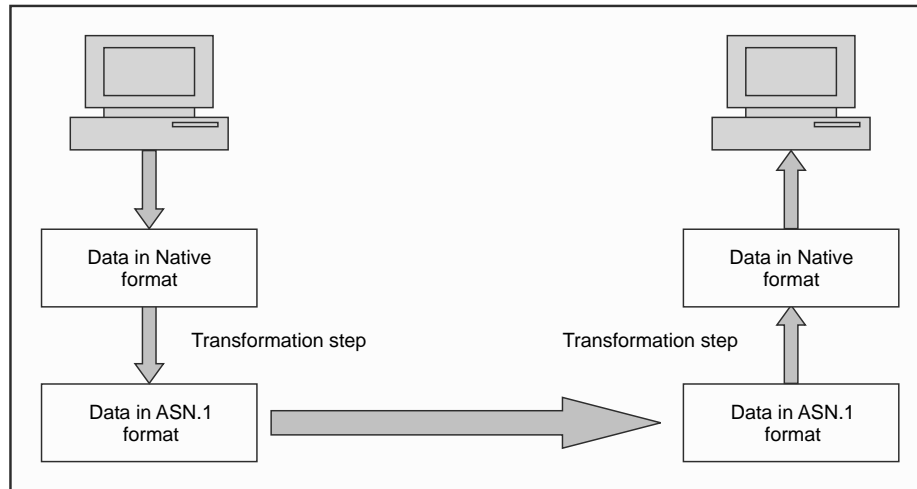 Data in Native
format
Data in Native
format
Transformation step
Transformation step
Data in ASN.1
format
Data in ASN.1
format